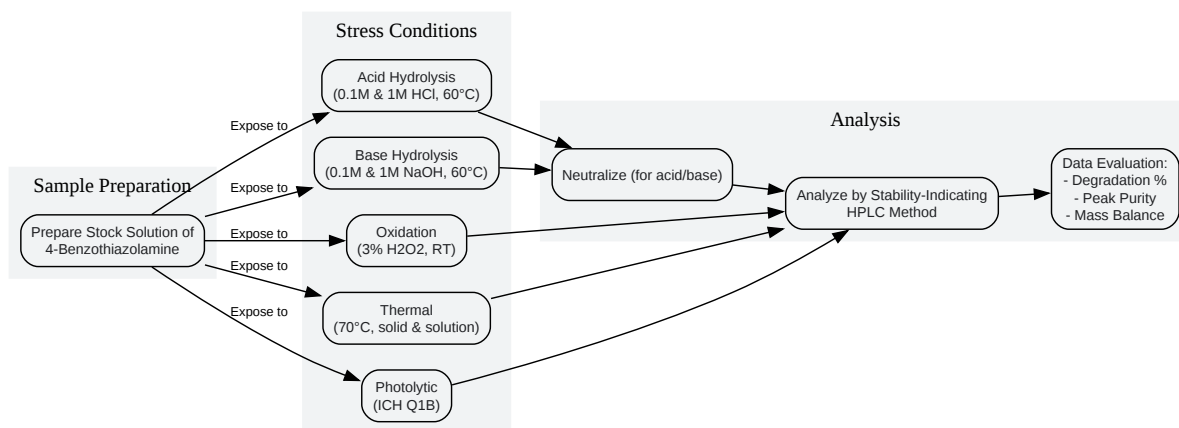 Stress Conditions
Acid Hydrolysis
(0.1M & 1M HCl, 60°C)
Expose to
Analysis
Base Hydrolysis
(0.1M & 1M NaOH, 60°C)
Neutralize (for acid/base)
Data Evaluation:
- Degradation %
- Peak Purity
- Mass Balance
Sample Preparation
Expose to
Analyze by Stability-Indicating
HPLC Method
Prepare Stock Solution of
4-Benzothiazolamine
Expose to
Oxidation
(3% H2O2, RT)
Expose to
Thermal
(70°C, solid & solution)
Expose to
Photolytic
(ICH Q1B)